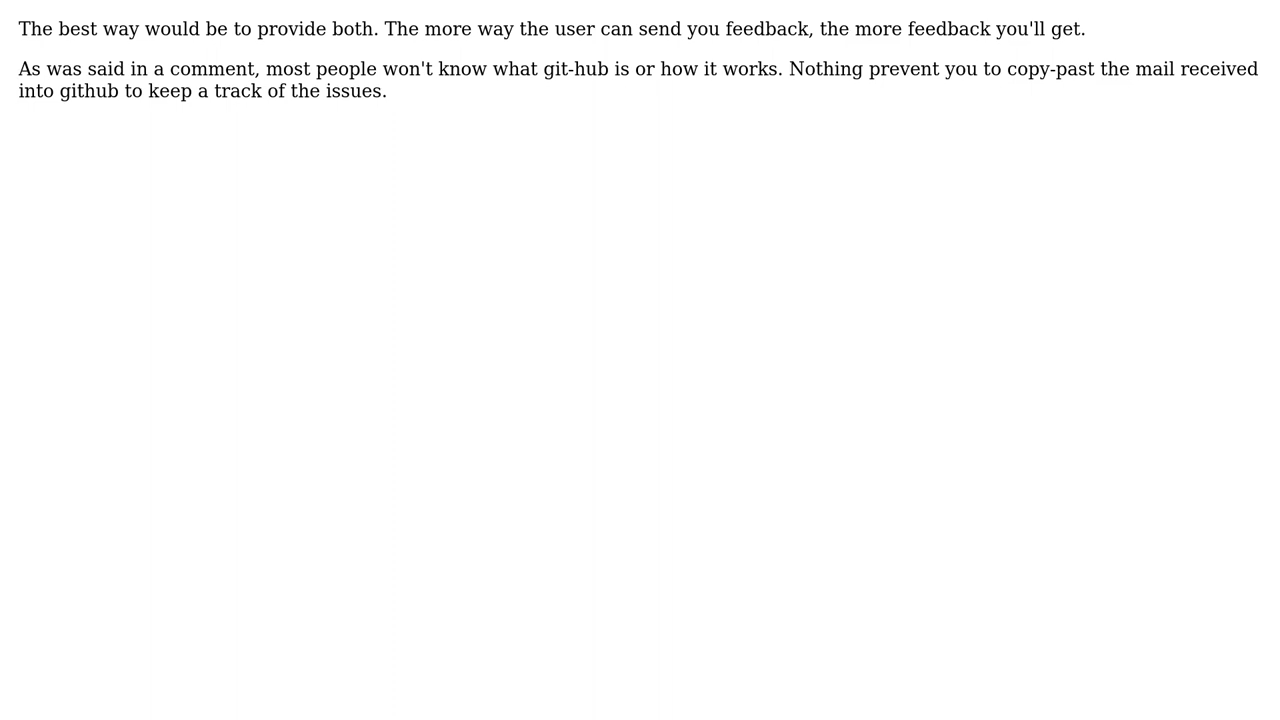 The best way would be to provide both. The more way the user can send you feedback, the more feedback you'll get.
As was said in a comment, most people won't know what git-hub is or how it works. Nothing prevent you to copy-past the mail received
into github to keep a track of the issues.